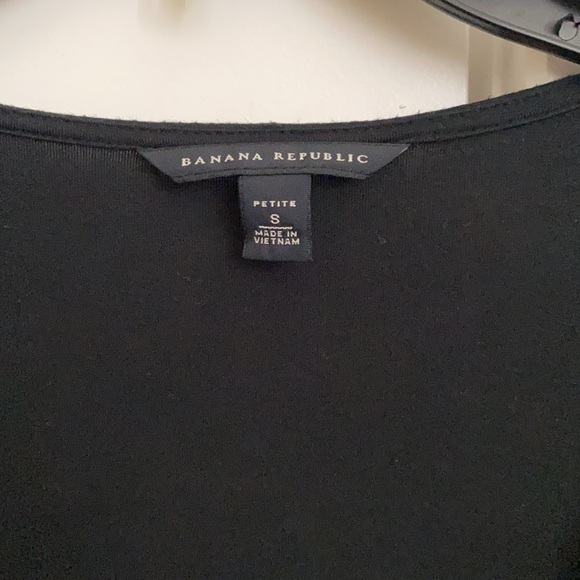 BANANA REPUBLIC
PETITE
S
MADE IN
VIETNAM